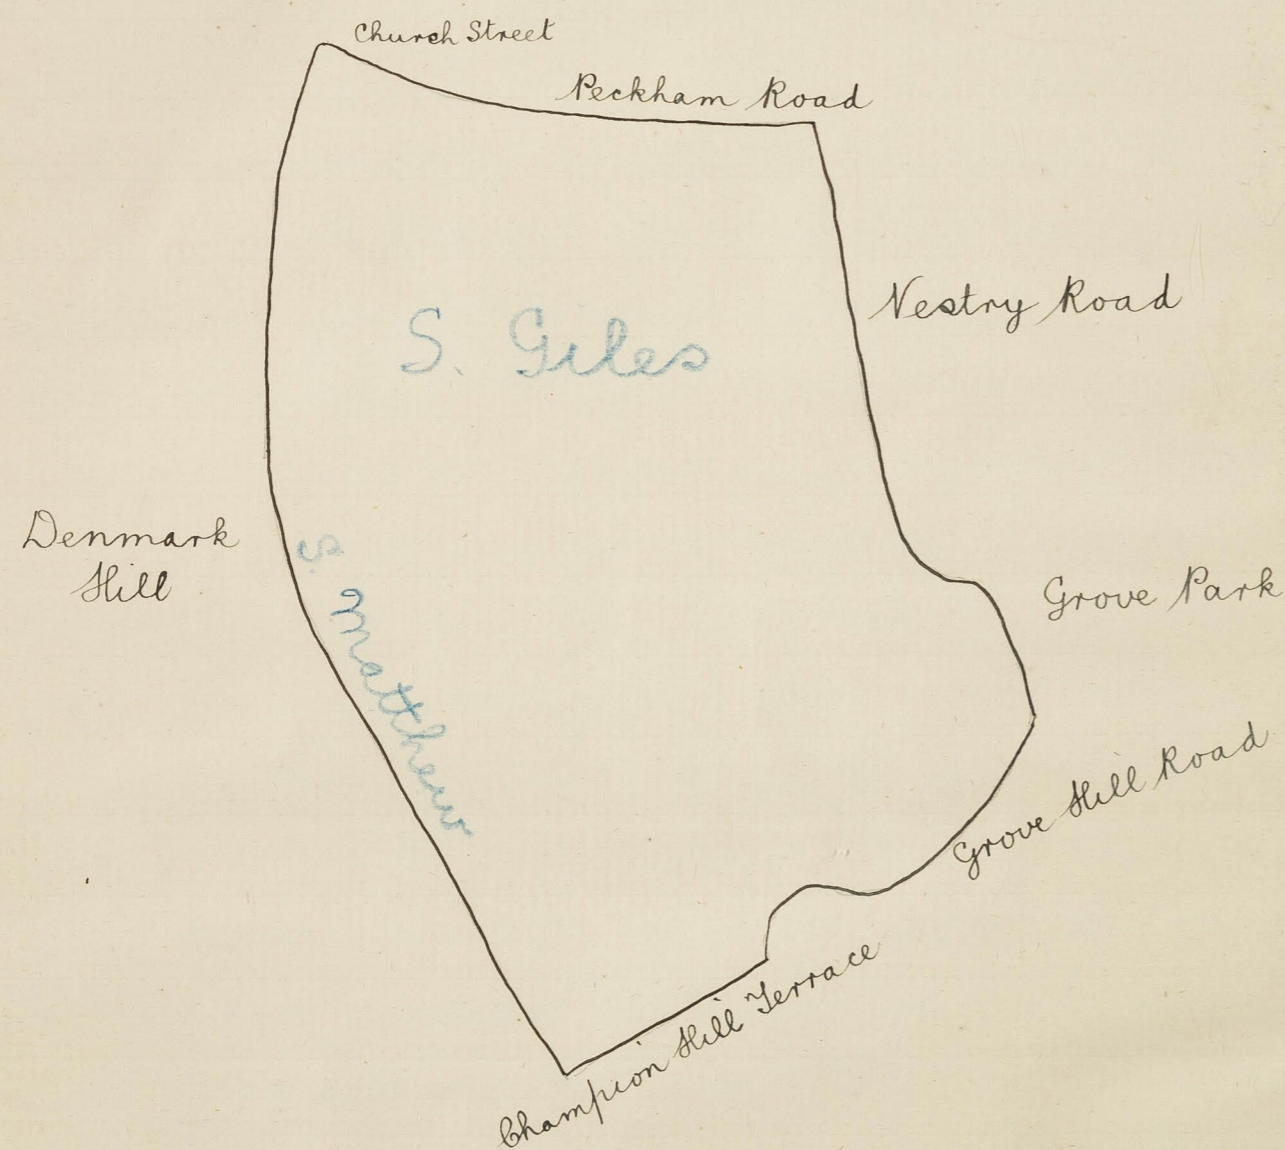 Church Street
Peckham Road
Vestry Road
S. Giles
Denmark
Hill
S. Matthew
Grove Park
Grove Hill Road
Champion Hill Terrace